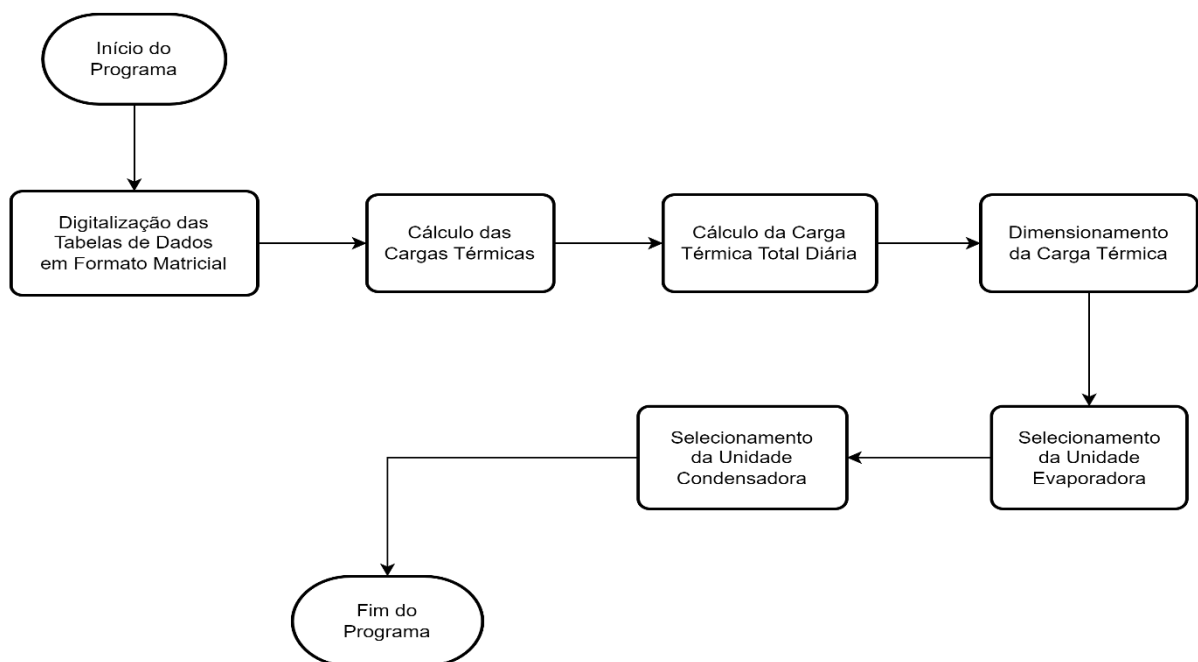 Início do
Programa
Digitalização das
Tabelas de Dados
em Formato Matricial
Cálculo das
Cargas Térmicas
Cálculo da Carga
Térmica Total Diária
Dimensionamento
da Carga Térmica
Selecionamento
da Unidade
Evaporadora
Selecionamento
da Unidade
Condensadora
Fim do
Programa